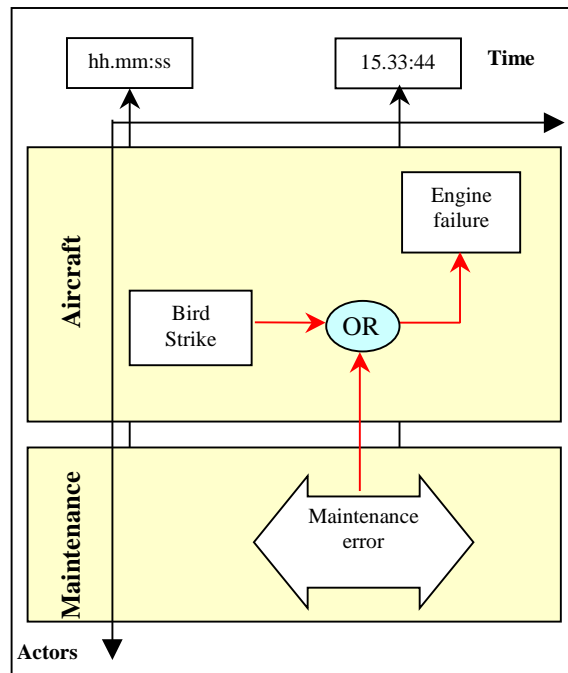 hh.mm:ss
15.33:44
Time
Aircraft
Engine
failure
Bird
Strike
OR
Maintenance
Maintenance
error
Actors